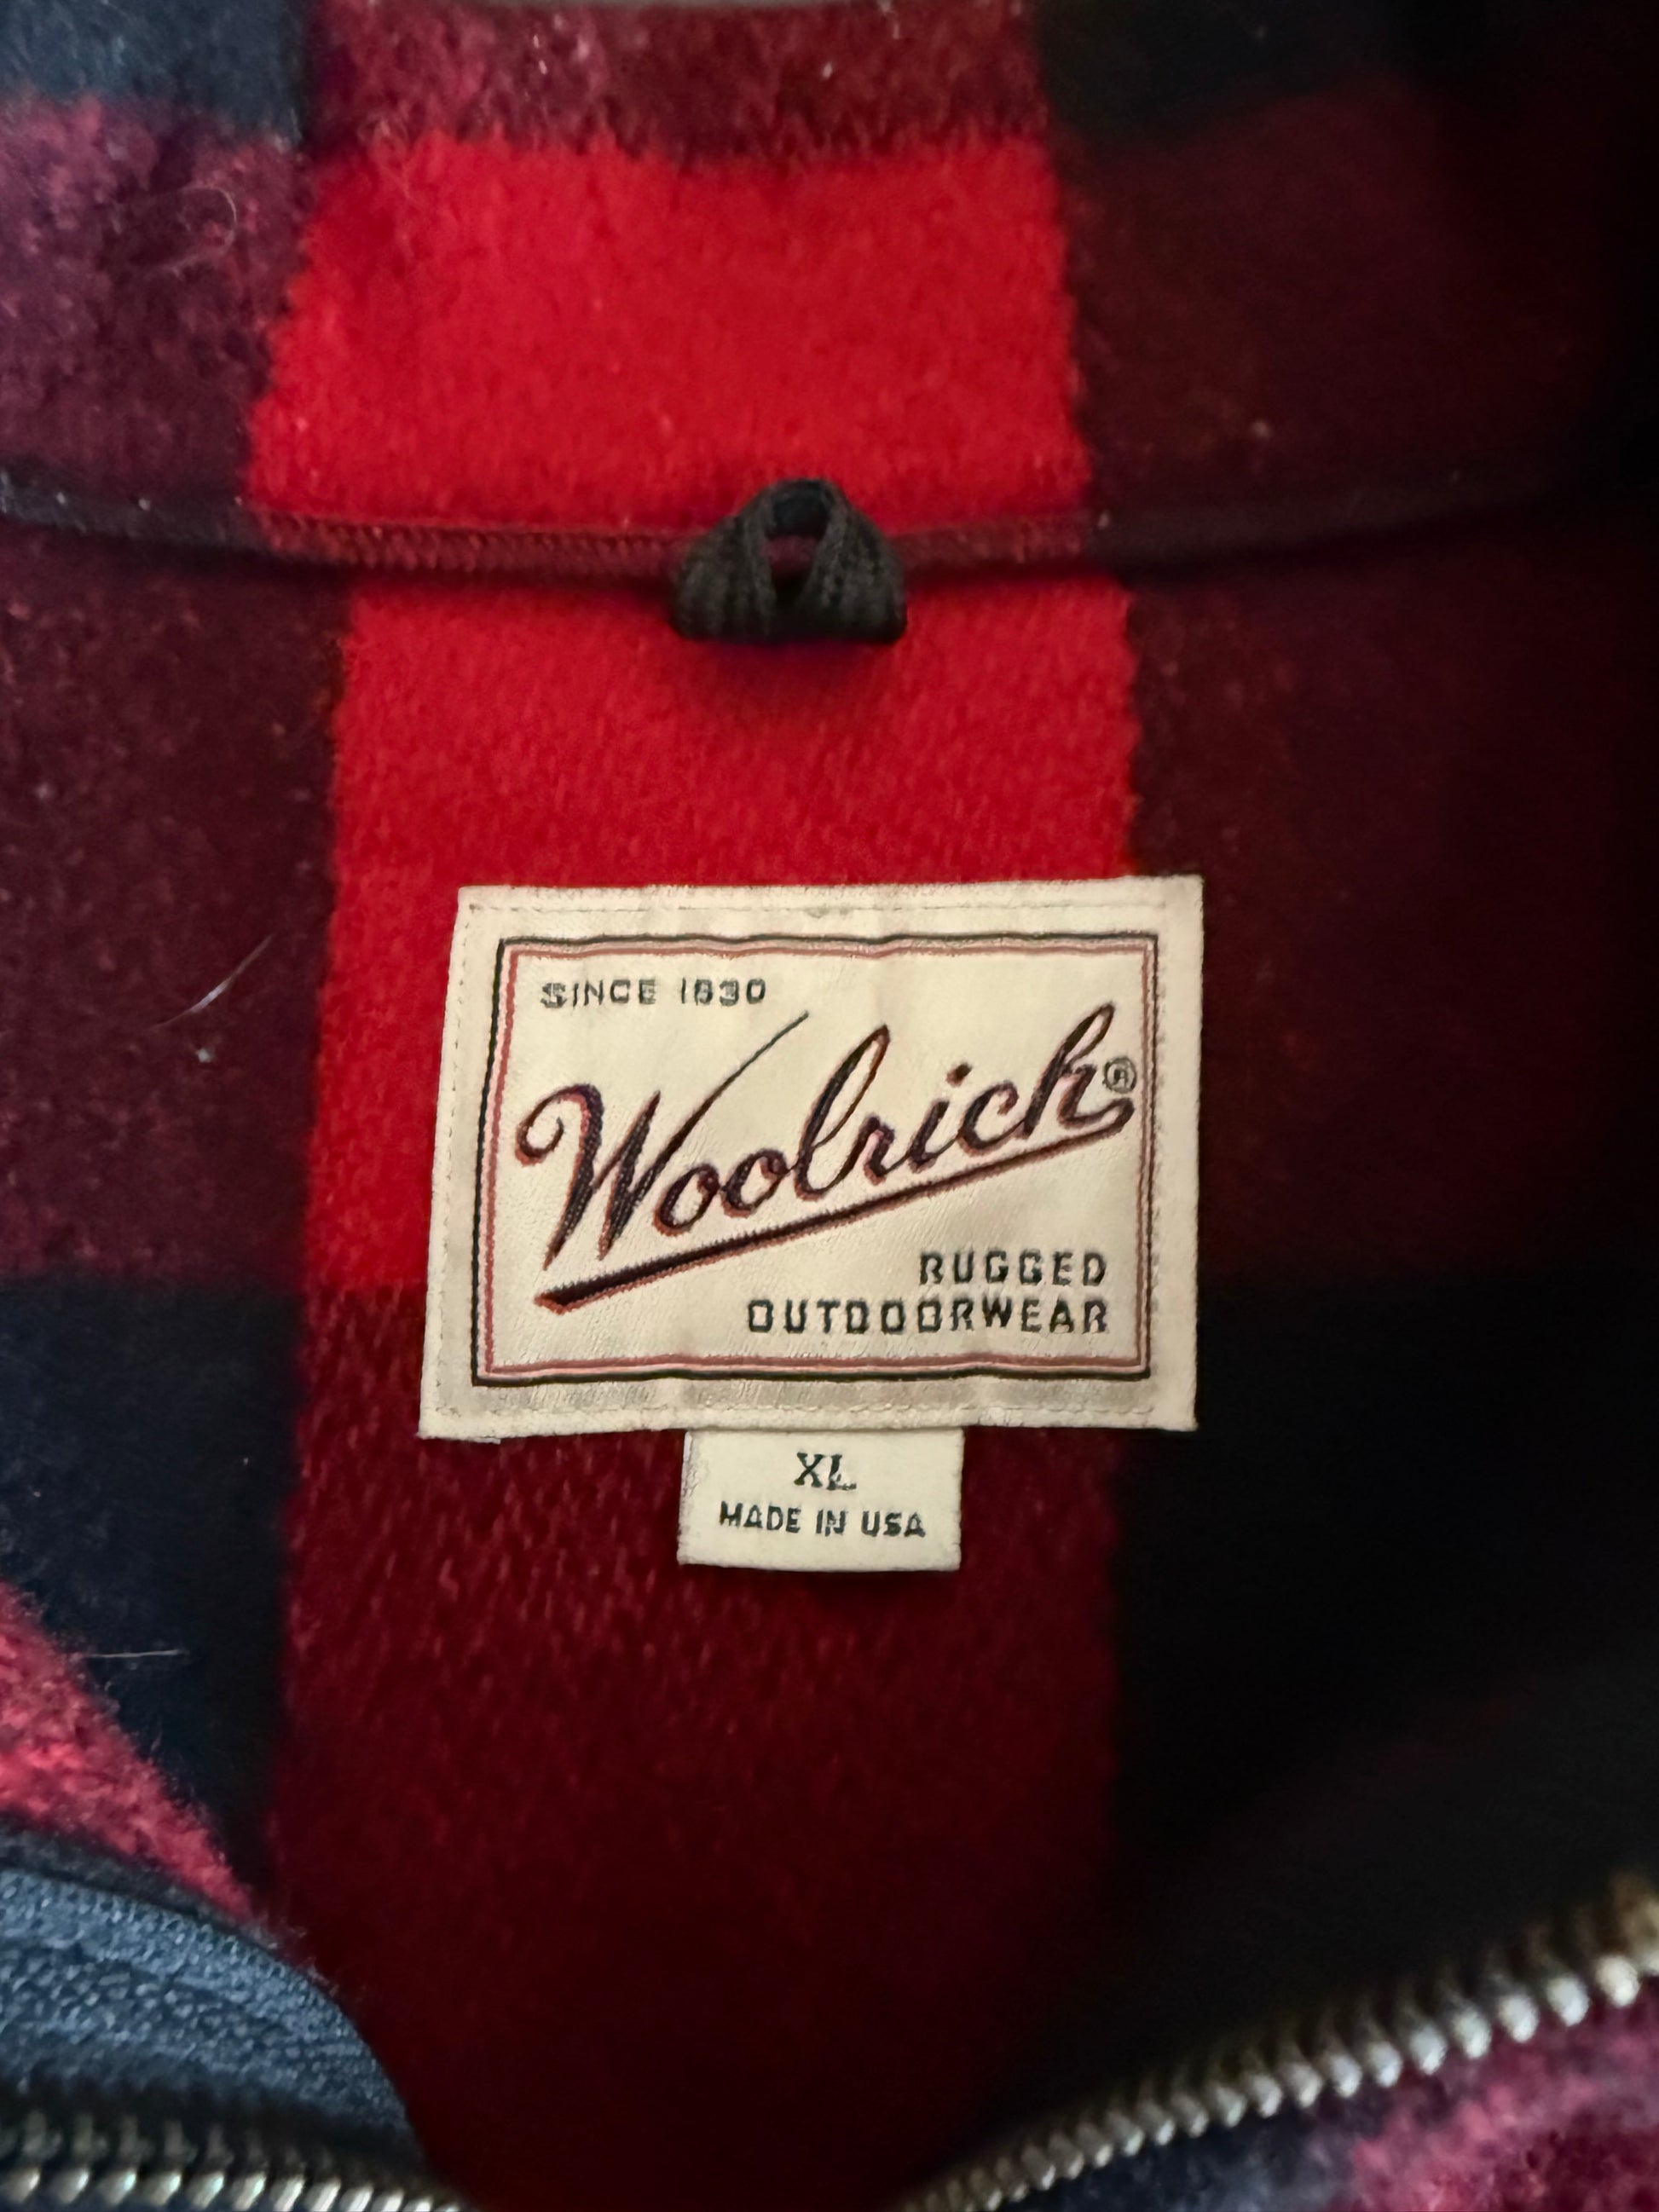 SINCE 1830
Woolrich®
RUGGED
OUTDOORWEAR
XL
MADE IN USA